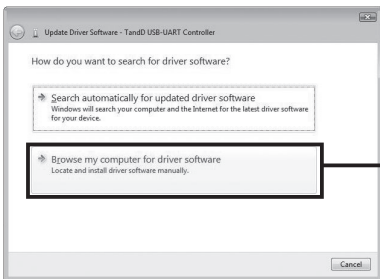 Update Driver Software - TandD USB-UART Controller
How do you want to search for driver software?
Search automatically for updated driver software
Windows will search your computer and the Internet for the latest driver software
for your device.
Browse my computer for driver software
Locate and install driver software manually.
Cancel